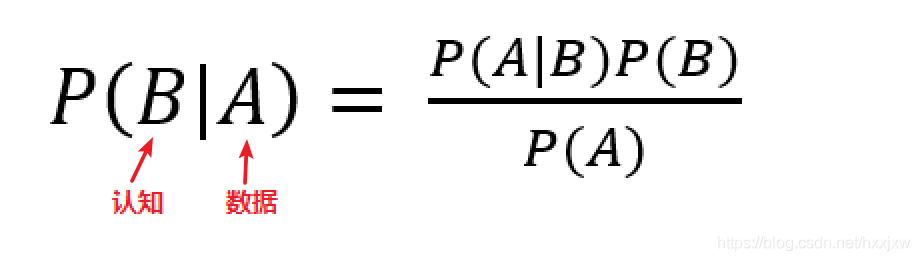 P(B|A) = P(A|B)P(B)
P(A)
认知 数据
https://blog.csdn.net/hxxjxw